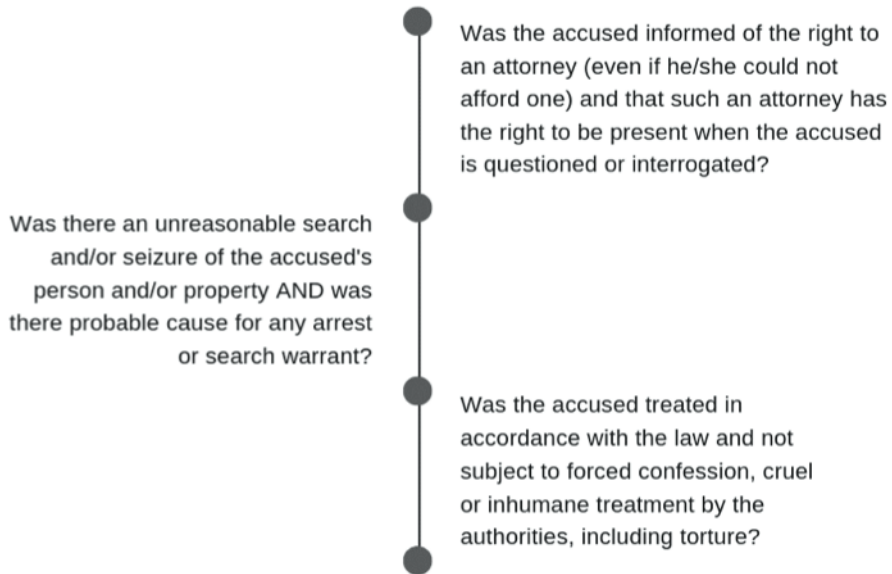 Was the accused informed of the right to
an attorney (even if he/she could not
afford one) and that such an attorney has
the right to be present when the accused
is questioned or interrogated?
Was there an unreasonable search
and/or seizure of the accused's
person and/or property AND was
there probable cause for any arrest
or search warrant?
Was the accused treated in
accordance with the law and not
subject to forced confession, cruel
or inhumane treatment by the
authorities, including torture?